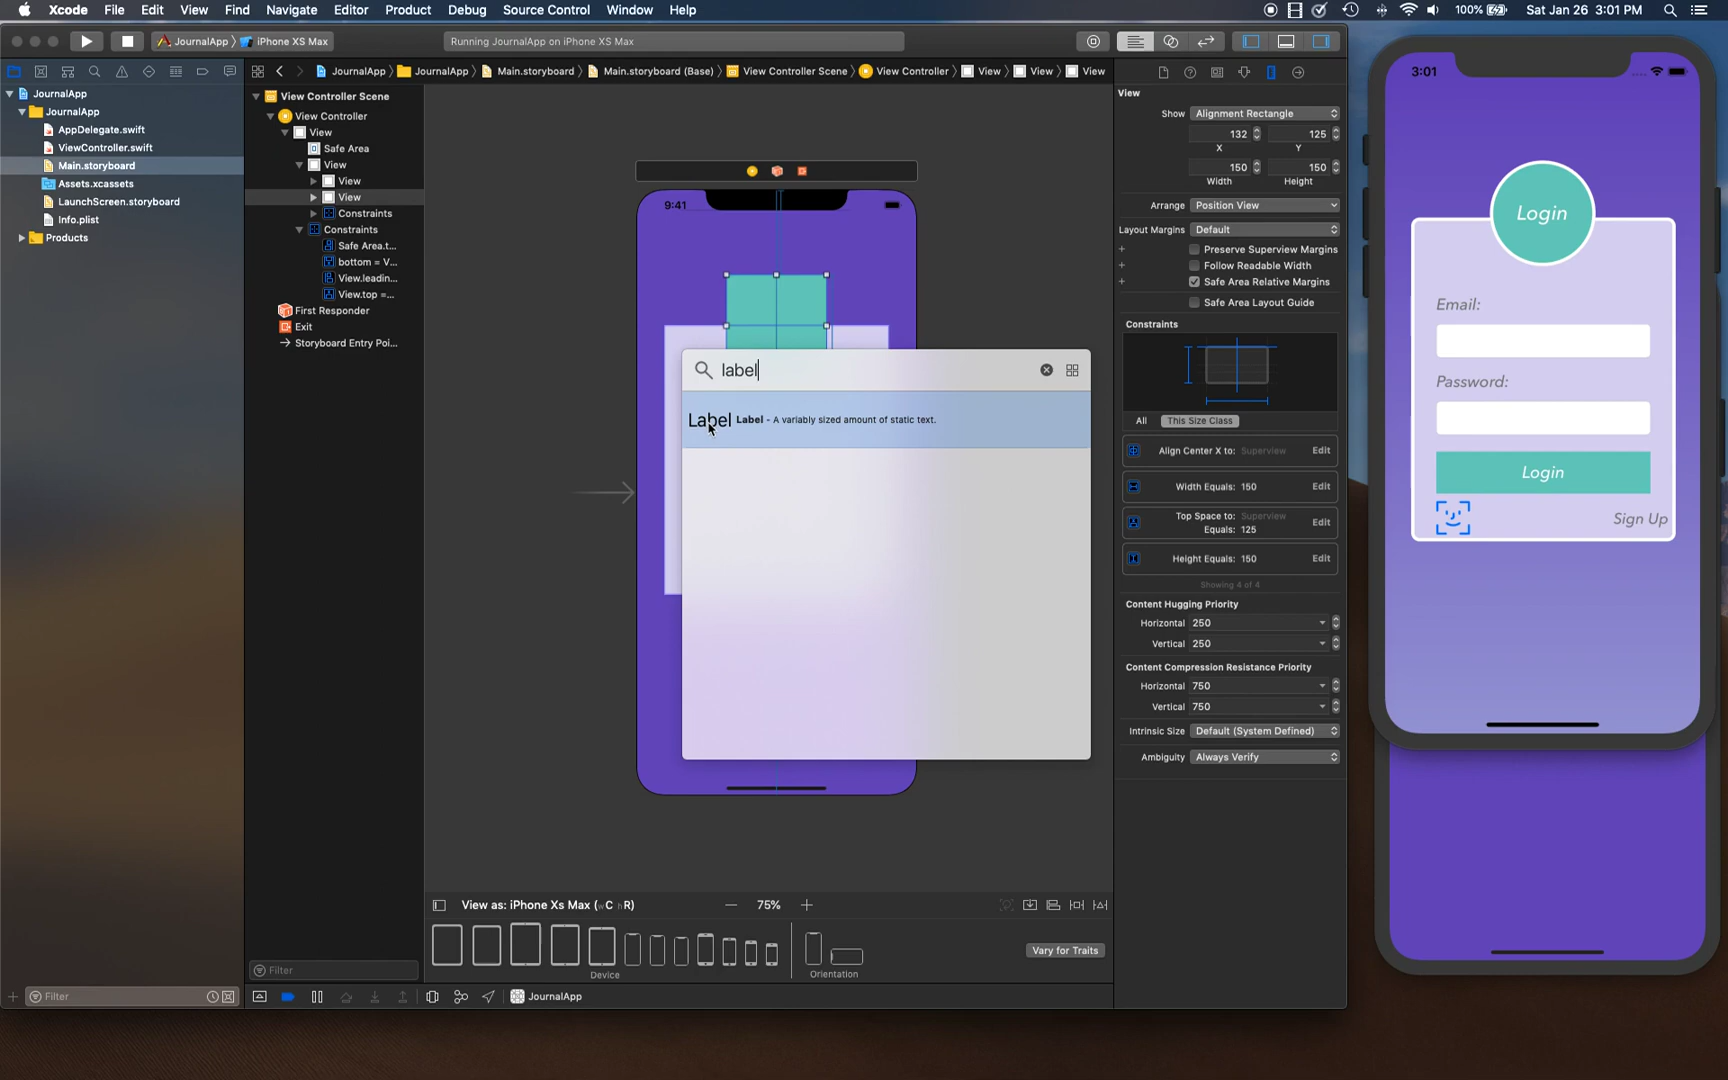 Xcode File Edit View Find Navigate Editor Product Debug Source Control Window Help 100% Sat Jan 26 3:01 PM
JournalApp iPhone XS Max Running JournalApp on iPhone XS Max
JournalApp JournalApp Main.storyboard Main.storyboard (Base) View Controller Scene View Controller View View View
JournalApp
JournalApp
AppDelegate.swift
ViewController.swift
Main.storyboard
Assets.xcassets
LaunchScreen.storyboard
Info.plist
Products
Filter
View Controller Scene
View Controller
View
Safe Area
View
View
View
Constraints
Constraints
Safe Area.t...
bottom = V...
View.leadin...
View.top =...
First Responder
Exit
Storyboard Entry Poi...
Filter
9:41
label
Label Label - A variably sized amount of static text.
View as: iPhone Xs Max (wC hR) 75%
Device
Orientation
Vary for Traits
JournalApp
View
Show Alignment Rectangle
132 125
X Y
150 150
Width Height
Arrange Position View
Layout Margins Default
Preserve Superview Margins
Follow Readable Width
Safe Area Relative Margins
Safe Area Layout Guide
Constraints
All This Size Class
Align Center X to: Superview Edit
Width Equals: 150 Edit
Top Space to: Superview
Equals: 125 Edit
Height Equals: 150 Edit
Showing 4 of 4
Content Hugging Priority
Horizontal 250
Vertical 250
Content Compression Resistance Priority
Horizontal 750
Vertical 750
Intrinsic Size Default (System Defined)
Ambiguity Always Verify
3:01
Login
Email:
Password:
Login
Sign Up